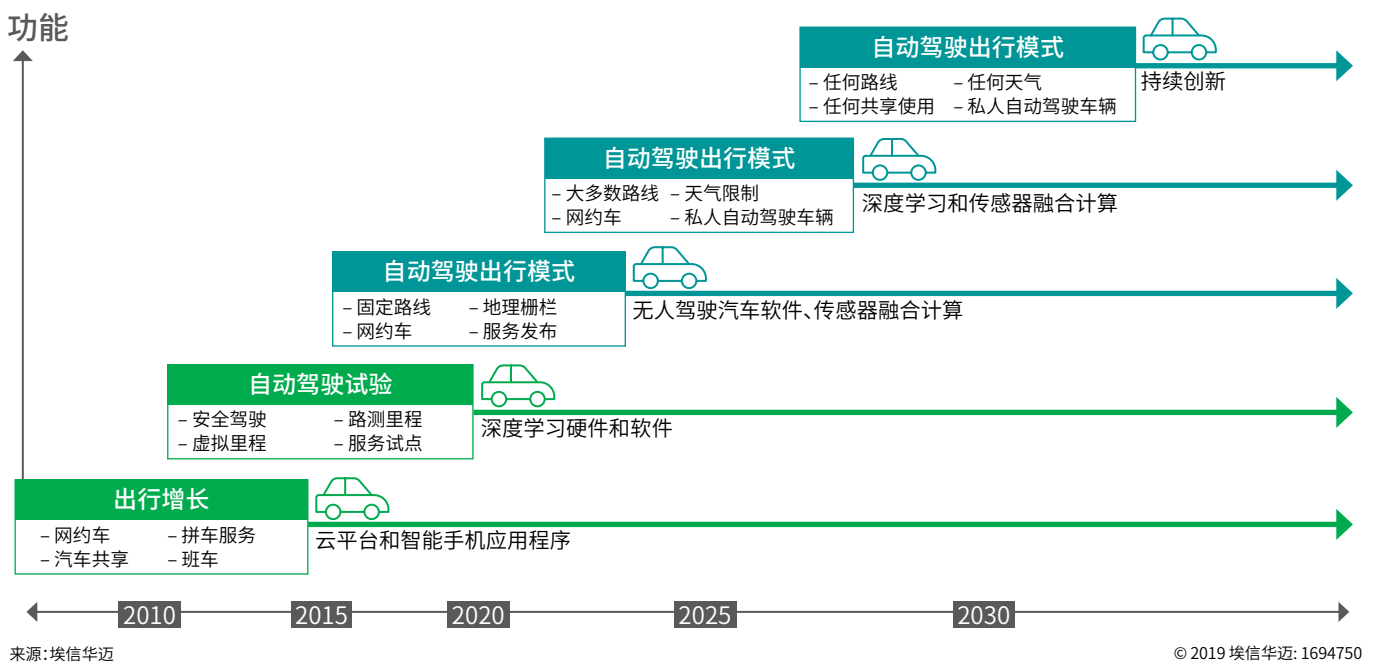 功能
自动驾驶出行模式
– 任何路线 – 任何天气
– 任何共享使用 – 私人自动驾驶车辆
持续创新
自动驾驶出行模式
– 大多数路线 – 天气限制
– 网约车 – 私人自动驾驶车辆
深度学习和传感器融合计算
自动驾驶出行模式
– 固定路线 – 地理栅栏
– 网约车 – 服务发布
无人驾驶汽车软件、传感器融合计算
自动驾驶试验
– 安全驾驶 – 路测里程
– 虚拟里程 – 服务试点
深度学习硬件和软件
出行增长
– 网约车 – 拼车服务
– 汽车共享 – 班车
云平台和智能手机应用程序
2010 2015 2020 2025 2030
来源：埃信华迈 © 2019 埃信华迈: 1694750